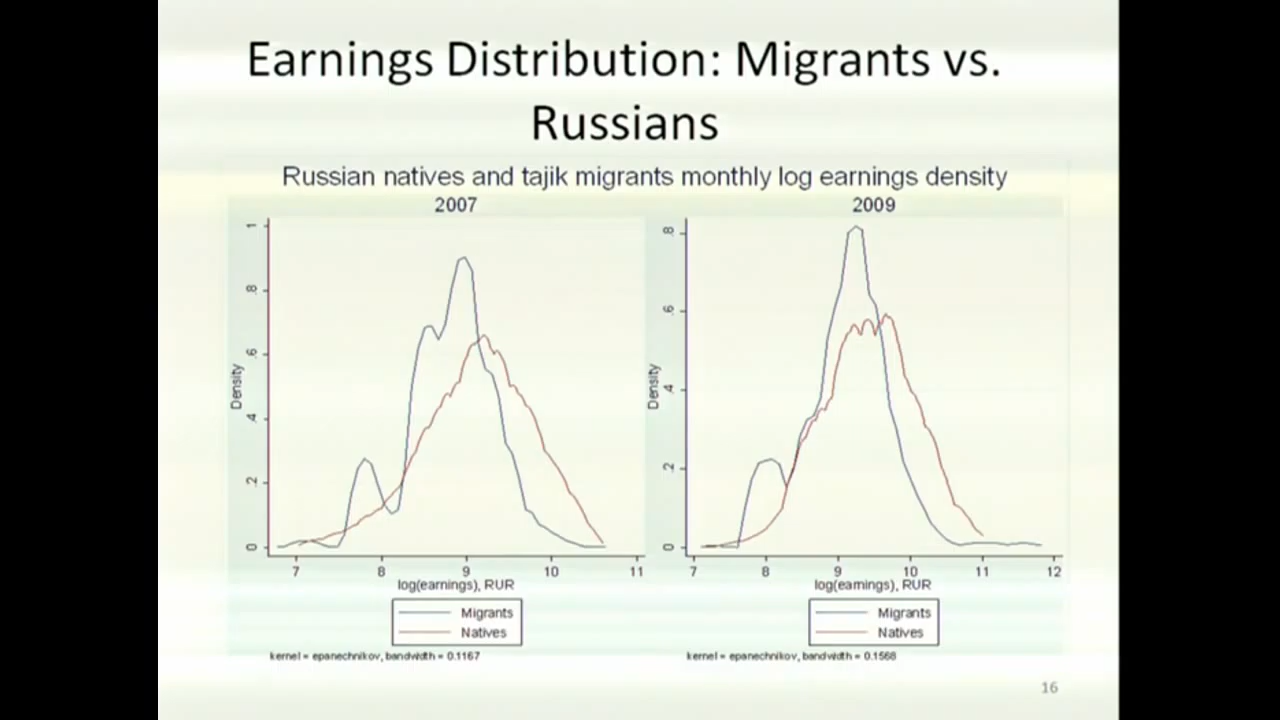 Earnings Distribution: Migrants vs.
Russians
Russian natives and tajik migrants monthly log earnings density
2007
Density
0 .2 .4 .6 .8 1
7 8 9 10 11
log(earnings), RUR
Migrants
Natives
kernel = epanechnikov, bandwidth = 0.1167
2009
Density
0 .2 .4 .6 .8
7 8 9 10 11 12
log(earnings), RUR
Migrants
Natives
kernel = epanechnikov, bandwidth = 0.1568
16